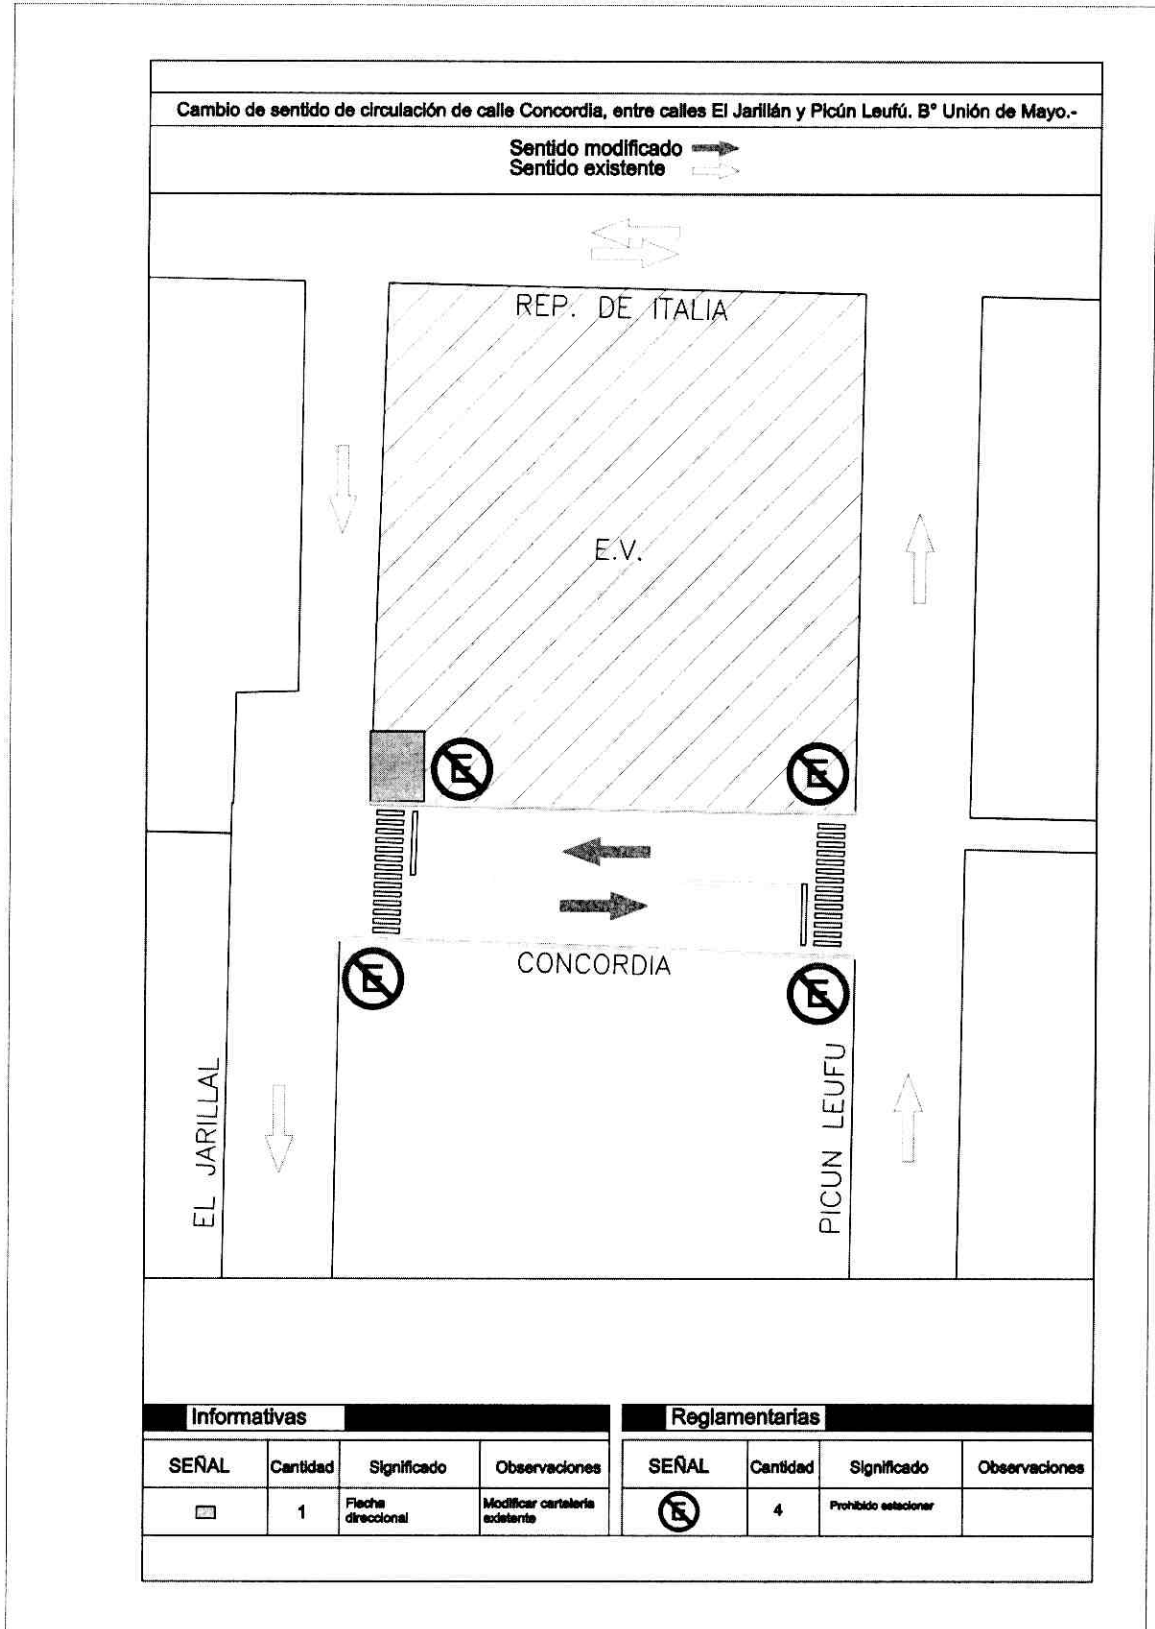 Cambio de sentido de circulación de calle Concordia, entre calles El Jarillán y Picún Leufú. B° Unión de Mayo.-
Sentido modificado
Sentido existente
REP. DE ITALIA
E.V.
E
E
CONCORDIA
E
E
EL JARILLAL
PICUN LEUFU
Informativas
Reglamentarias
SEÑAL Cantidad Significado Observaciones
SEÑAL Cantidad Significado Observaciones
1 Flecha direccional Modificar cartelería existente
E 4 Prohibido estacionar